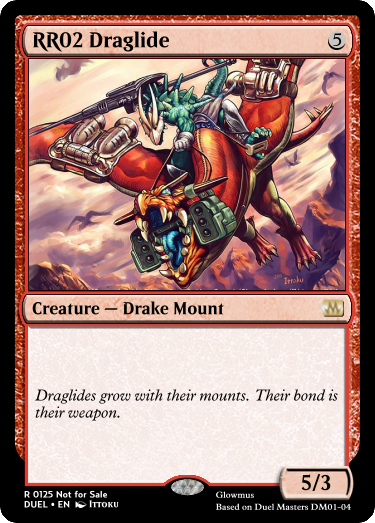 RR02 Draglide
5
Ittoku
Creature — Drake Mount
Draglides grow with their mounts. Their bond is
their weapon.
5/3
R 0125 Not for Sale
DUEL • EN Ittoku
Glowmus
Based on Duel Masters DM01-04